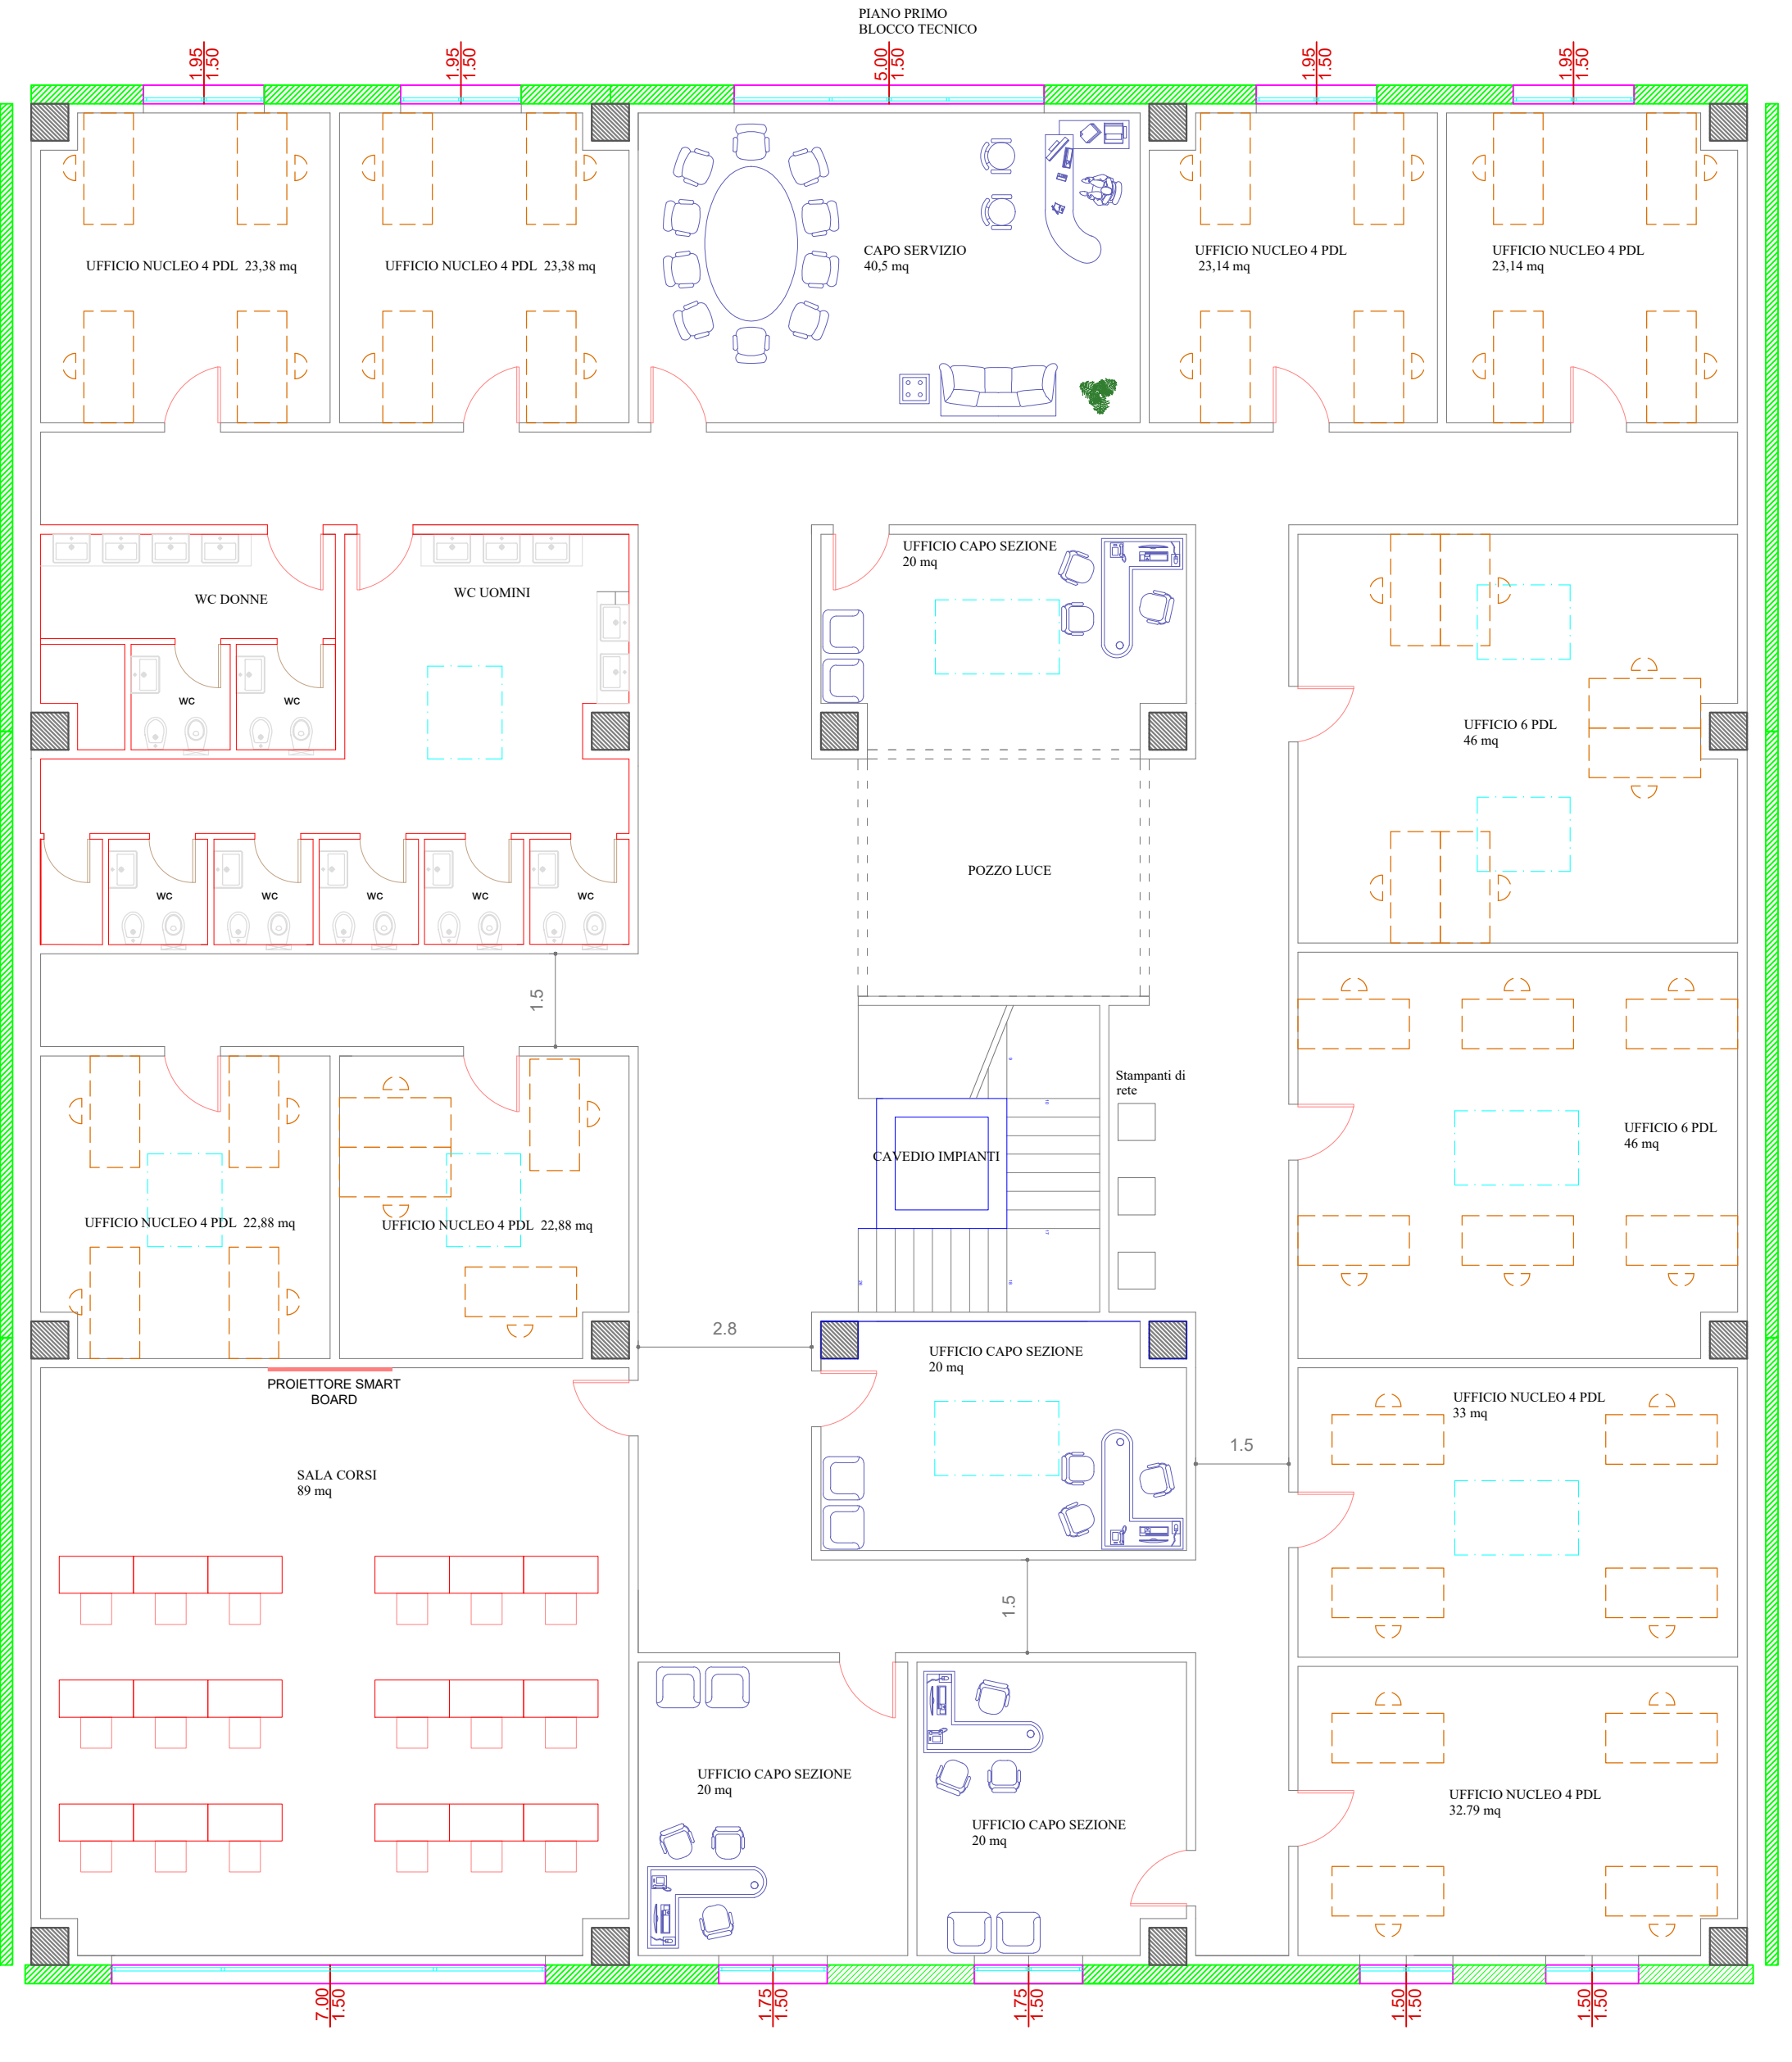 PIANO PRIMO
BLOCCO TECNICO
1.95
1.50
1.95
1.50
5.00
1.50
1.95
1.50
1.95
1.50
UFFICIO NUCLEO 4 PDL 23,38 mq
UFFICIO NUCLEO 4 PDL 23,38 mq
CAPO SERVIZIO
40,5 mq
UFFICIO NUCLEO 4 PDL
23,14 mq
UFFICIO NUCLEO 4 PDL
23,14 mq
WC DONNE
WC UOMINI
UFFICIO CAPO SEZIONE
20 mq
WC
WC
UFFICIO 6 PDL
46 mq
POZZO LUCE
WC
WC
WC
WC
WC
1.5
Stampanti di
rete
UFFICIO 6 PDL
46 mq
CAVEDIO IMPIANTI
UFFICIO NUCLEO 4 PDL 22,88 mq
UFFICIO NUCLEO 4 PDL 22,88 mq
2.8
UFFICIO CAPO SEZIONE
20 mq
PROIETTORE SMART
BOARD
UFFICIO NUCLEO 4 PDL
33 mq
1.5
SALA CORSI
89 mq
1.5
UFFICIO CAPO SEZIONE
20 mq
UFFICIO CAPO SEZIONE
20 mq
UFFICIO NUCLEO 4 PDL
32.79 mq
7.00
1.50
1.75
1.50
1.75
1.50
1.50
1.50
1.50
1.50